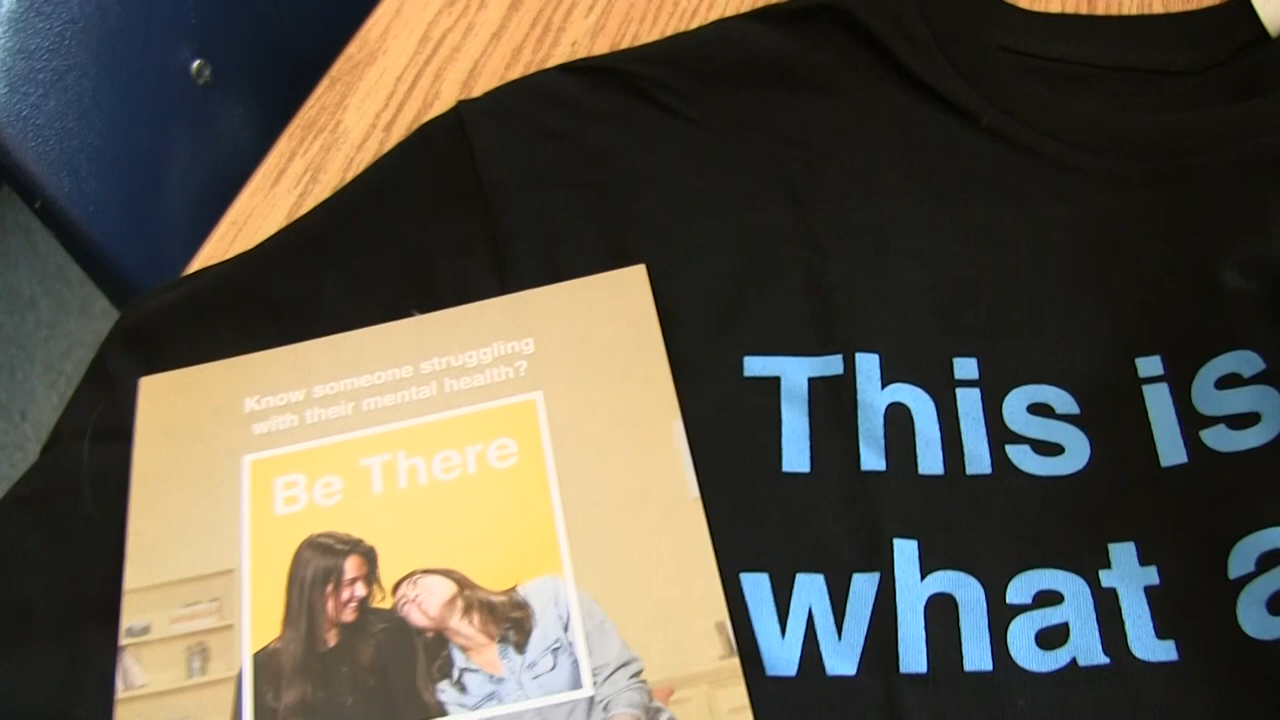 Know someone struggling
with their mental health?
Be There
This is
what a